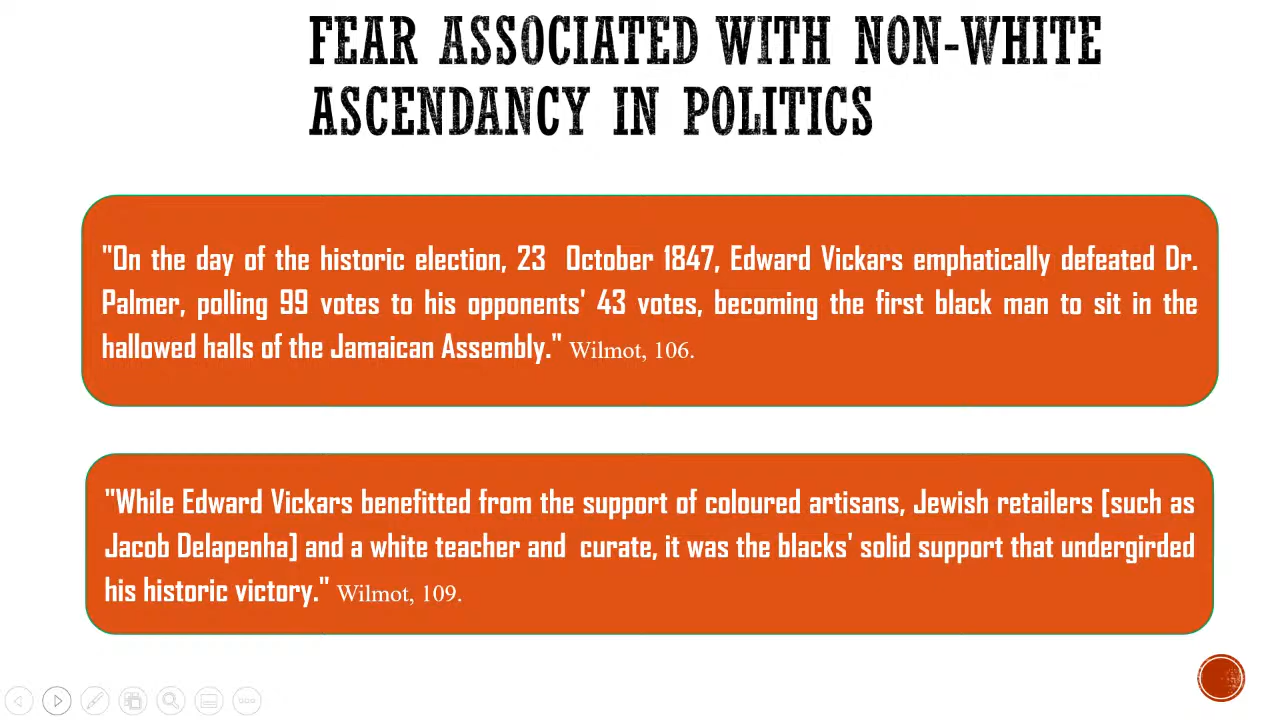 FEAR ASSOCIATED WITH NON-WHITE
ASCENDANCY IN POLITICS
"On the day of the historic election, 23 October 1847, Edward Vickars emphatically defeated Dr.
Palmer, polling 99 votes to his opponents' 43 votes, becoming the first black man to sit in the
hallowed halls of the Jamaican Assembly." Wilmot, 106.
"While Edward Vickars benefitted from the support of coloured artisans, Jewish retailers [such as
Jacob Delapenha] and a white teacher and curate, it was the blacks' solid support that undergirded
his historic victory." Wilmot, 109.